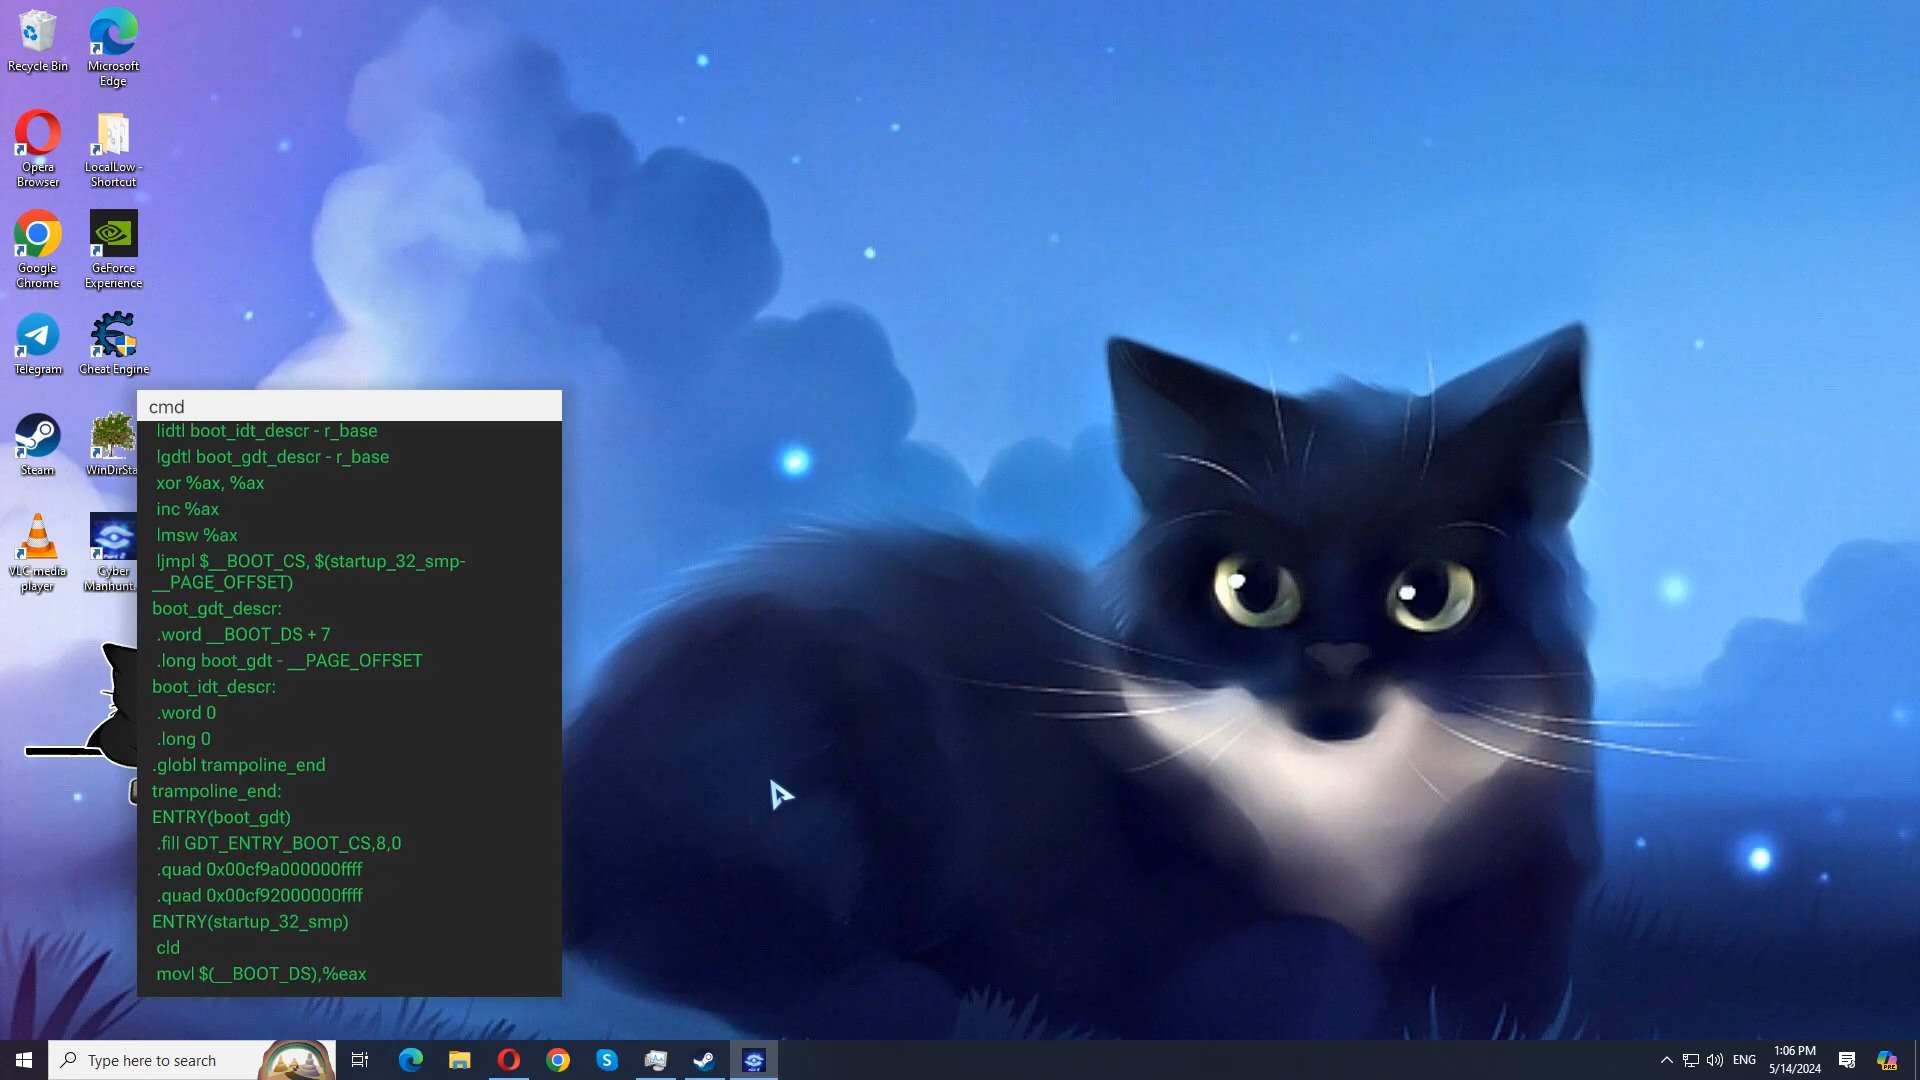 Recycle Bin
Microsoft
Edge
Opera
Browser
LocalLow -
Shortcut
Google
Chrome
GeForce
Experience
Telegram
Cheat Engine
Steam
WinDirSta
VLC media
player
Cyber
Manhunt
cmd
lidtl boot_idt_descr - r_base
lgdtl boot_gdt_descr - r_base
xor %ax, %ax
inc %ax
lmsw %ax
ljmpl $__BOOT_CS, $(startup_32_smp-
__PAGE_OFFSET)
boot_gdt_descr:
.word __BOOT_DS + 7
.long boot_gdt - __PAGE_OFFSET
boot_idt_descr:
.word 0
.long 0
.globl trampoline_end
trampoline_end:
ENTRY(boot_gdt)
.fill GDT_ENTRY_BOOT_CS,8,0
.quad 0x00cf9a000000ffff
.quad 0x00cf92000000ffff
ENTRY(startup_32_smp)
cld
movl $(__BOOT_DS),%eax
Type here to search
ENG
1:06 PM
5/14/2024